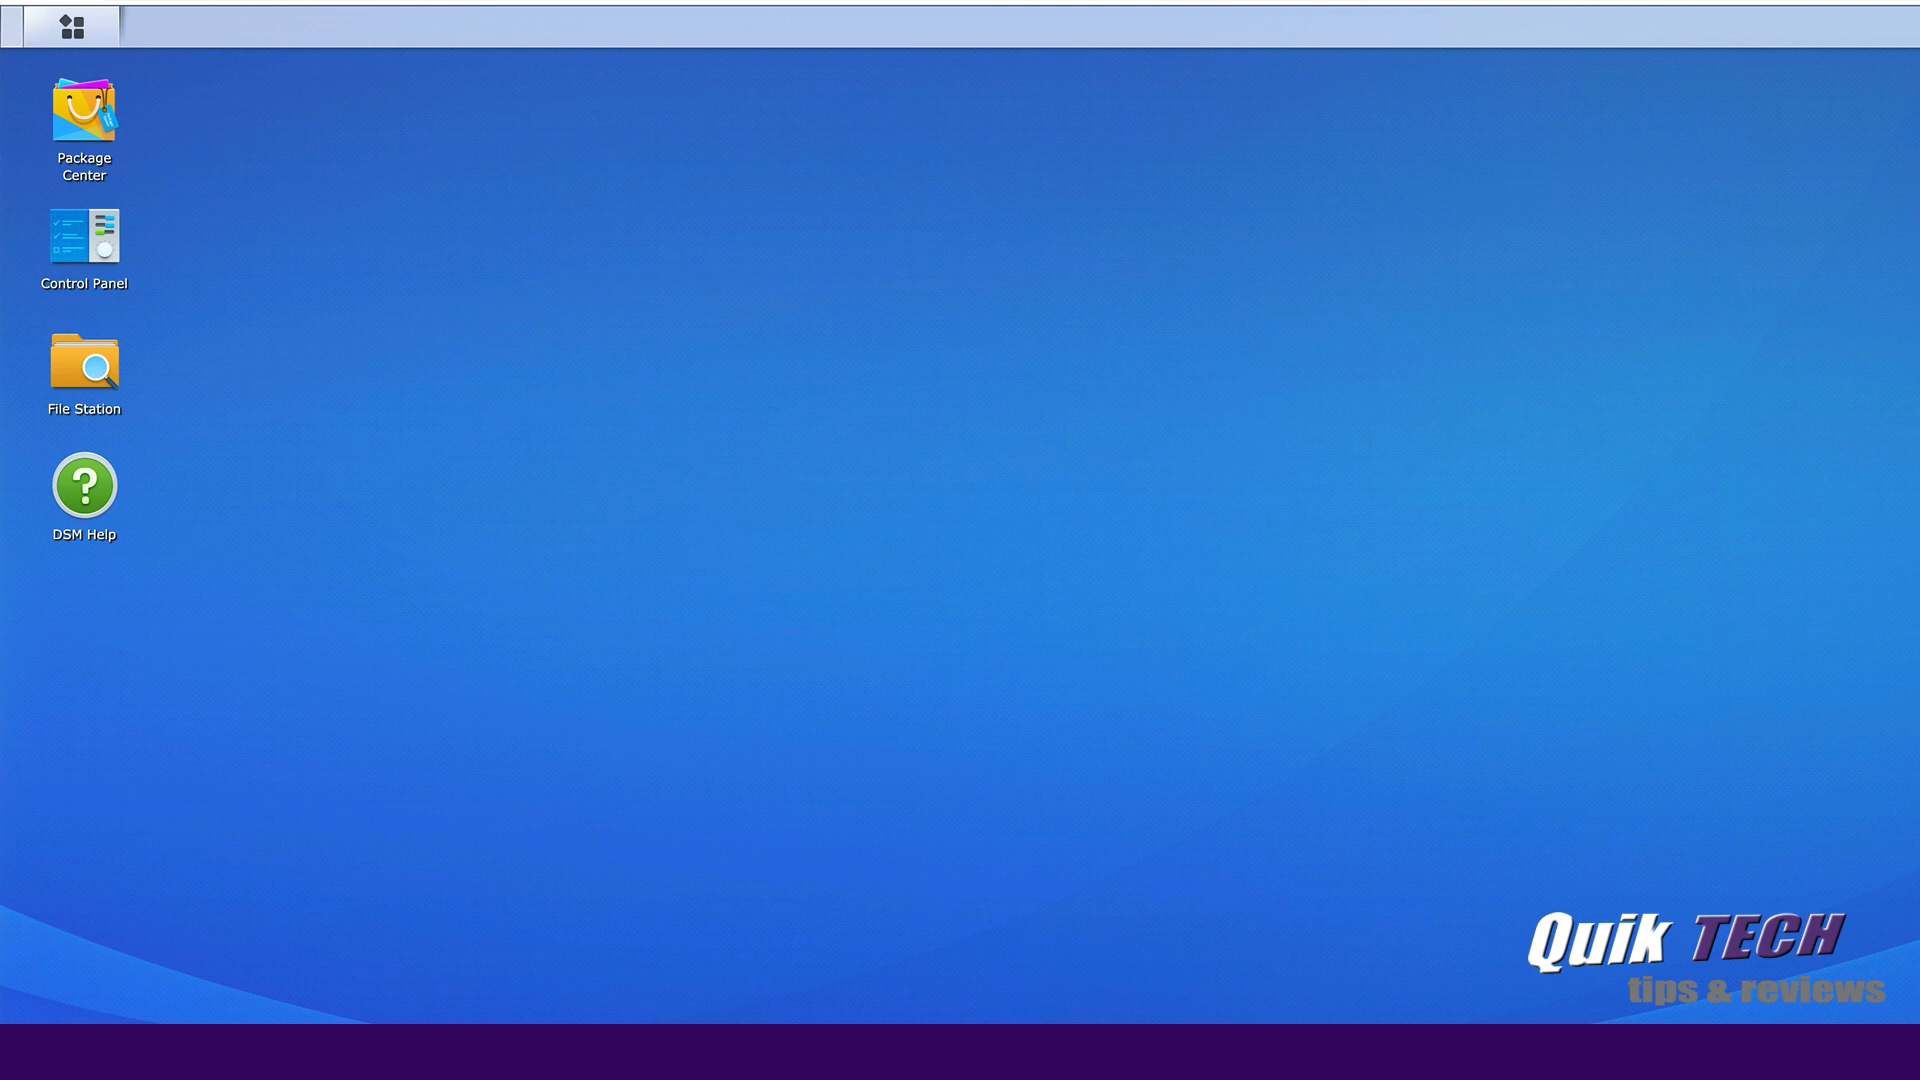 Package
Center
Control Panel
File Station
DSM Help
Quik TECH
tips & reviews